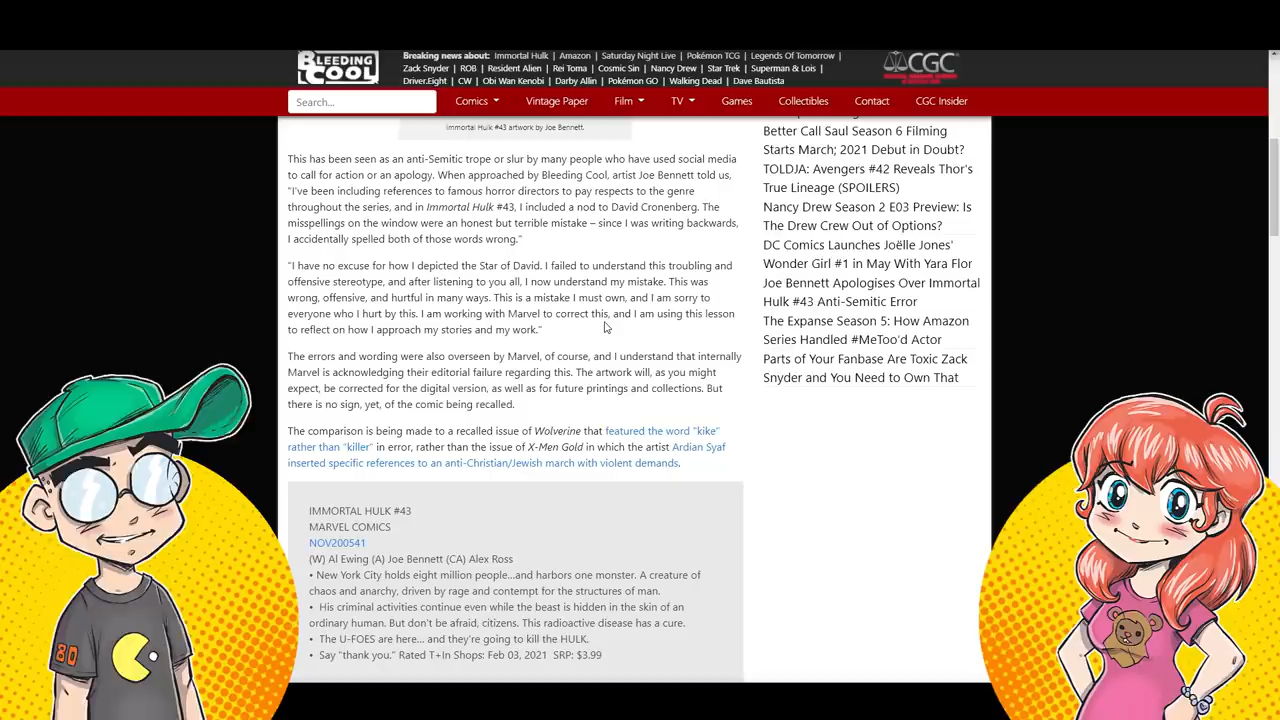 BLEEDING COOL
Breaking news about: Immortal Hulk | Amazon | Saturday Night Live | Pokémon TCG | Legends Of Tomorrow |
Zack Snyder | ROB | Resident Alien | Rei Toma | Cosmic Sin | Nancy Drew | Star Trek | Superman & Lois |
Driver.Eight | CW | Obi Wan Kenobi | Darby Allin | Pokémon GO | Walking Dead | Dave Bautista
CGC
Search...
Comics
Vintage Paper
Film
TV
Games
Collectibles
Contact
CGC Insider
Immortal Hulk #43 artwork by Joe Bennett.
This has been seen as an anti-Semitic trope or slur by many people who have used social media
to call for action or an apology. When approached by Bleeding Cool, artist Joe Bennett told us,
"I've been including references to famous horror directors to pay respects to the genre
throughout the series, and in Immortal Hulk #43, I included a nod to David Cronenberg. The
misspellings on the window were an honest but terrible mistake – since I was writing backwards,
I accidentally spelled both of those words wrong."
"I have no excuse for how I depicted the Star of David. I failed to understand this troubling and
offensive stereotype, and after listening to you all, I now understand my mistake. This was
wrong, offensive, and hurtful in many ways. This is a mistake I must own, and I am sorry to
everyone who I hurt by this. I am working with Marvel to correct this, and I am using this lesson
to reflect on how I approach my stories and my work."
The errors and wording were also overseen by Marvel, of course, and I understand that internally
Marvel is acknowledging their editorial failure regarding this. The artwork will, as you might
expect, be corrected for the digital version, as well as for future printings and collections. But
there is no sign, yet, of the comic being recalled.
The comparison is being made to a recalled issue of Wolverine that featured the word "kike"
rather than "killer" in error, rather than the issue of X-Men Gold in which the artist Ardian Syaf
inserted specific references to an anti-Christian/Jewish march with violent demands.
IMMORTAL HULK #43
MARVEL COMICS
NOV200541
(W) Al Ewing (A) Joe Bennett (CA) Alex Ross
• New York City holds eight million people...and harbors one monster. A creature of
chaos and anarchy, driven by rage and contempt for the structures of man.
• His criminal activities continue even while the beast is hidden in the skin of an
ordinary human. But don't be afraid, citizens. This radioactive disease has a cure.
• The U-FOES are here... and they're going to kill the HULK.
• Say "thank you." Rated T+In Shops: Feb 03, 2021 SRP: $3.99
Better Call Saul Season 6 Filming
Starts March; 2021 Debut in Doubt?
TOLDJA: Avengers #42 Reveals Thor's
True Lineage (SPOILERS)
Nancy Drew Season 2 E03 Preview: Is
The Drew Crew Out of Options?
DC Comics Launches Joëlle Jones'
Wonder Girl #1 in May With Yara Flor
Joe Bennett Apologises Over Immortal
Hulk #43 Anti-Semitic Error
The Expanse Season 5: How Amazon
Series Handled #MeToo'd Actor
Parts of Your Fanbase Are Toxic Zack
Snyder and You Need to Own That
80